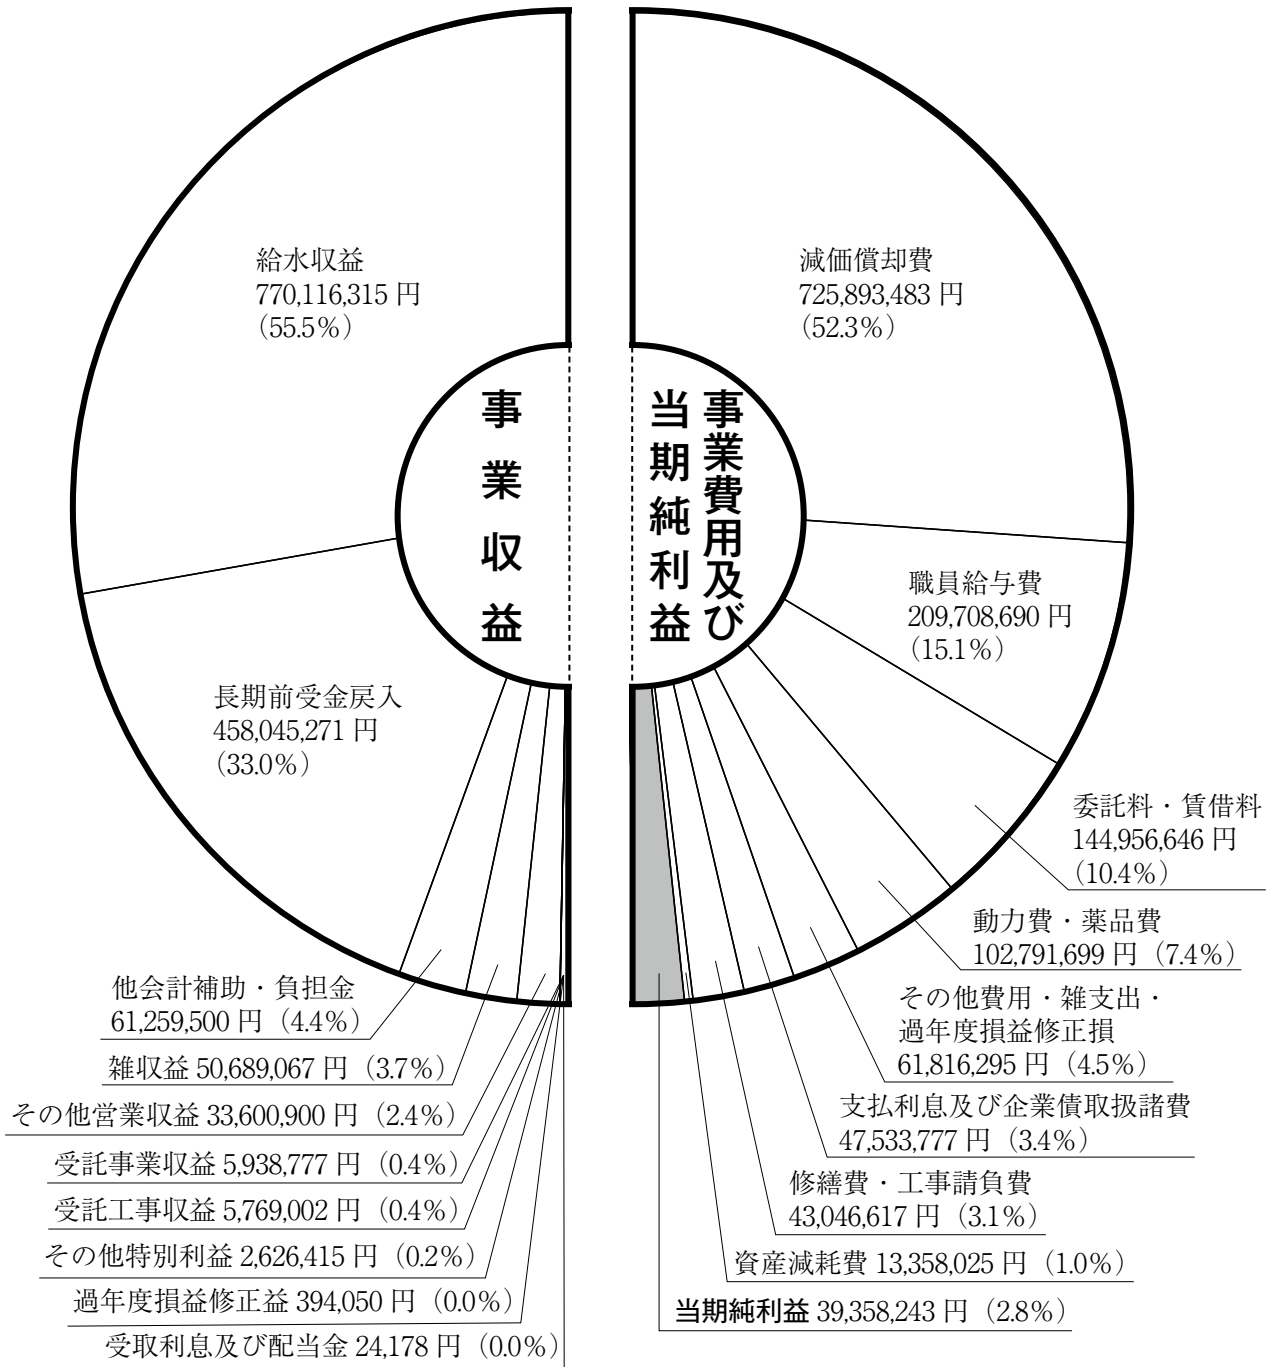 事業収益
給水収益
770,116,315 円
(55.5%)
長期前受金戻入
458,045,271 円
(33.0%)
他会計補助・負担金
61,259,500 円 (4.4%)
雑収益 50,689,067 円 (3.7%)
その他営業収益 33,600,900 円 (2.4%)
受託事業収益 5,938,777 円 (0.4%)
受託工事収益 5,769,002 円 (0.4%)
その他特別利益 2,626,415 円 (0.2%)
過年度損益修正益 394,050 円 (0.0%)
受取利息及び配当金 24,178 円 (0.0%)
事業費用及び
当期純利益
減価償却費
725,893,483 円
(52.3%)
職員給与費
209,708,690 円
(15.1%)
委託料・賃借料
144,956,646 円
(10.4%)
動力費・薬品費
102,791,699 円 (7.4%)
その他費用・雑支出・
過年度損益修正損
61,816,295 円 (4.5%)
支払利息及び企業債取扱諸費
47,533,777 円 (3.4%)
修繕費・工事請負費
43,046,617 円 (3.1%)
資産減耗費 13,358,025 円 (1.0%)
当期純利益 39,358,243 円 (2.8%)